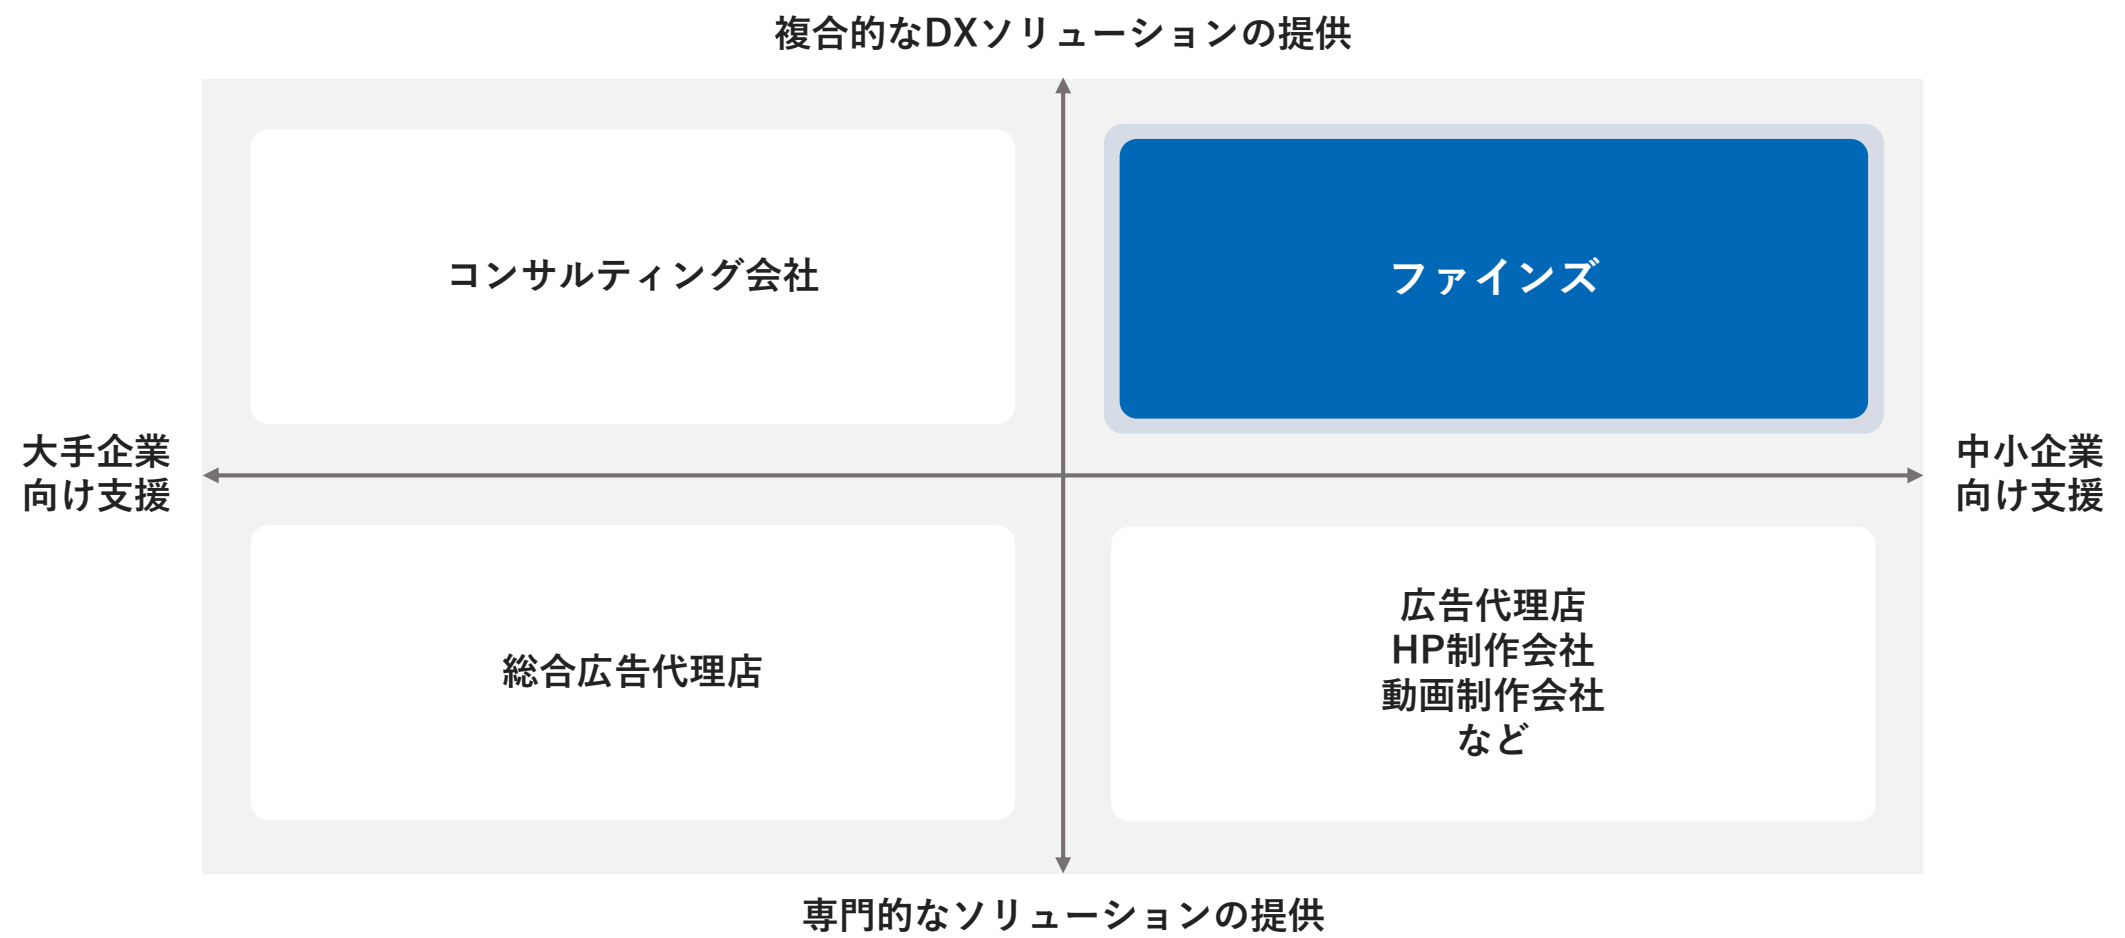 複合的なDXソリューションの提供
コンサルティング会社
ファインズ
大手企業
向け支援
中小企業
向け支援
総合広告代理店
広告代理店
HP制作会社
動画制作会社
など
専門的なソリューションの提供